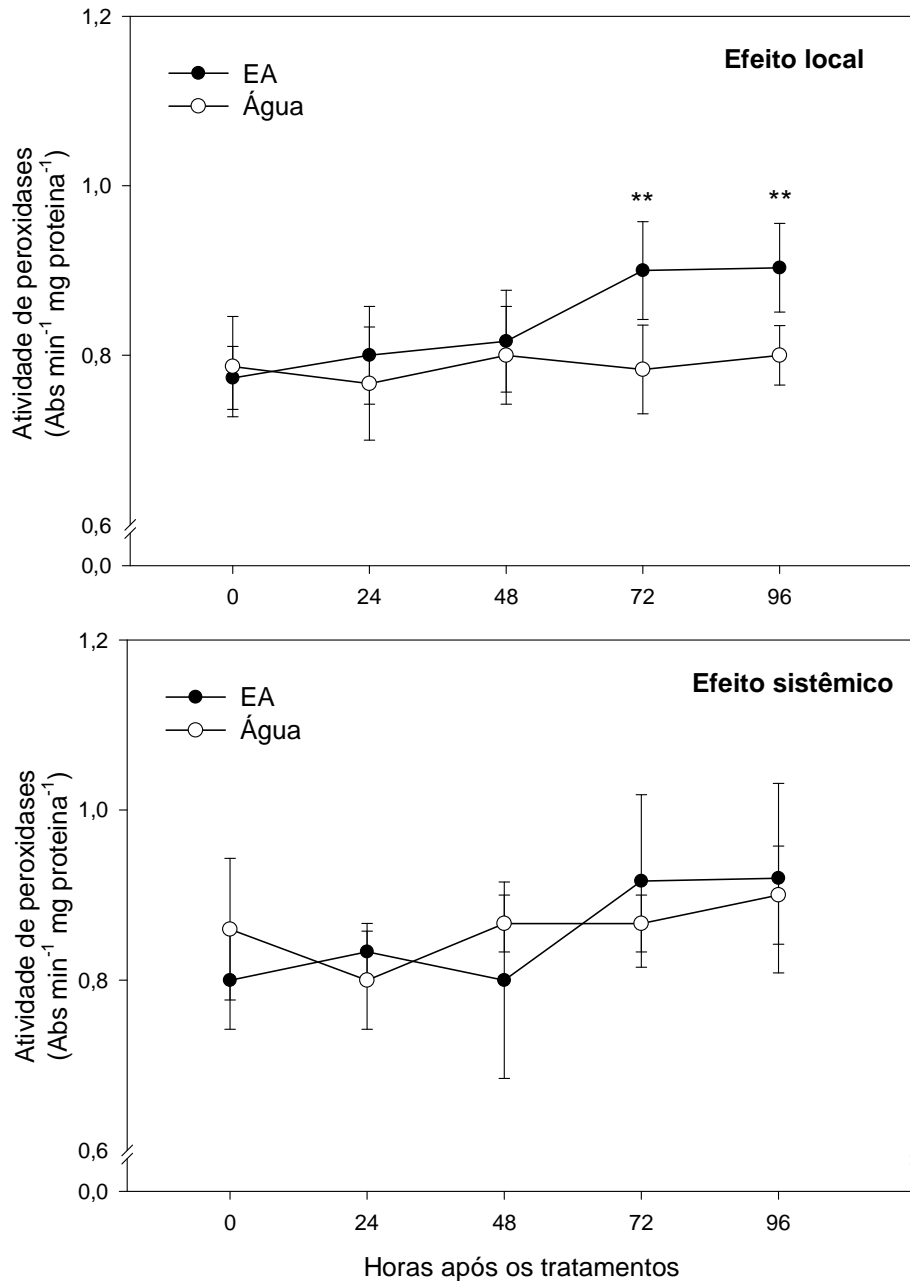 1,2
Efeito local
EA
Água
1,0
**
**
0,8
0,6
0,0
0 24 48 72 96
Atividade de peroxidases
(Abs min⁻¹ mg proteina⁻¹)
1,2
Efeito sistêmico
EA
Água
1,0
0,8
0,6
0,0
0 24 48 72 96
Atividade de peroxidases
(Abs min⁻¹ mg proteina⁻¹)
Horas após os tratamentos